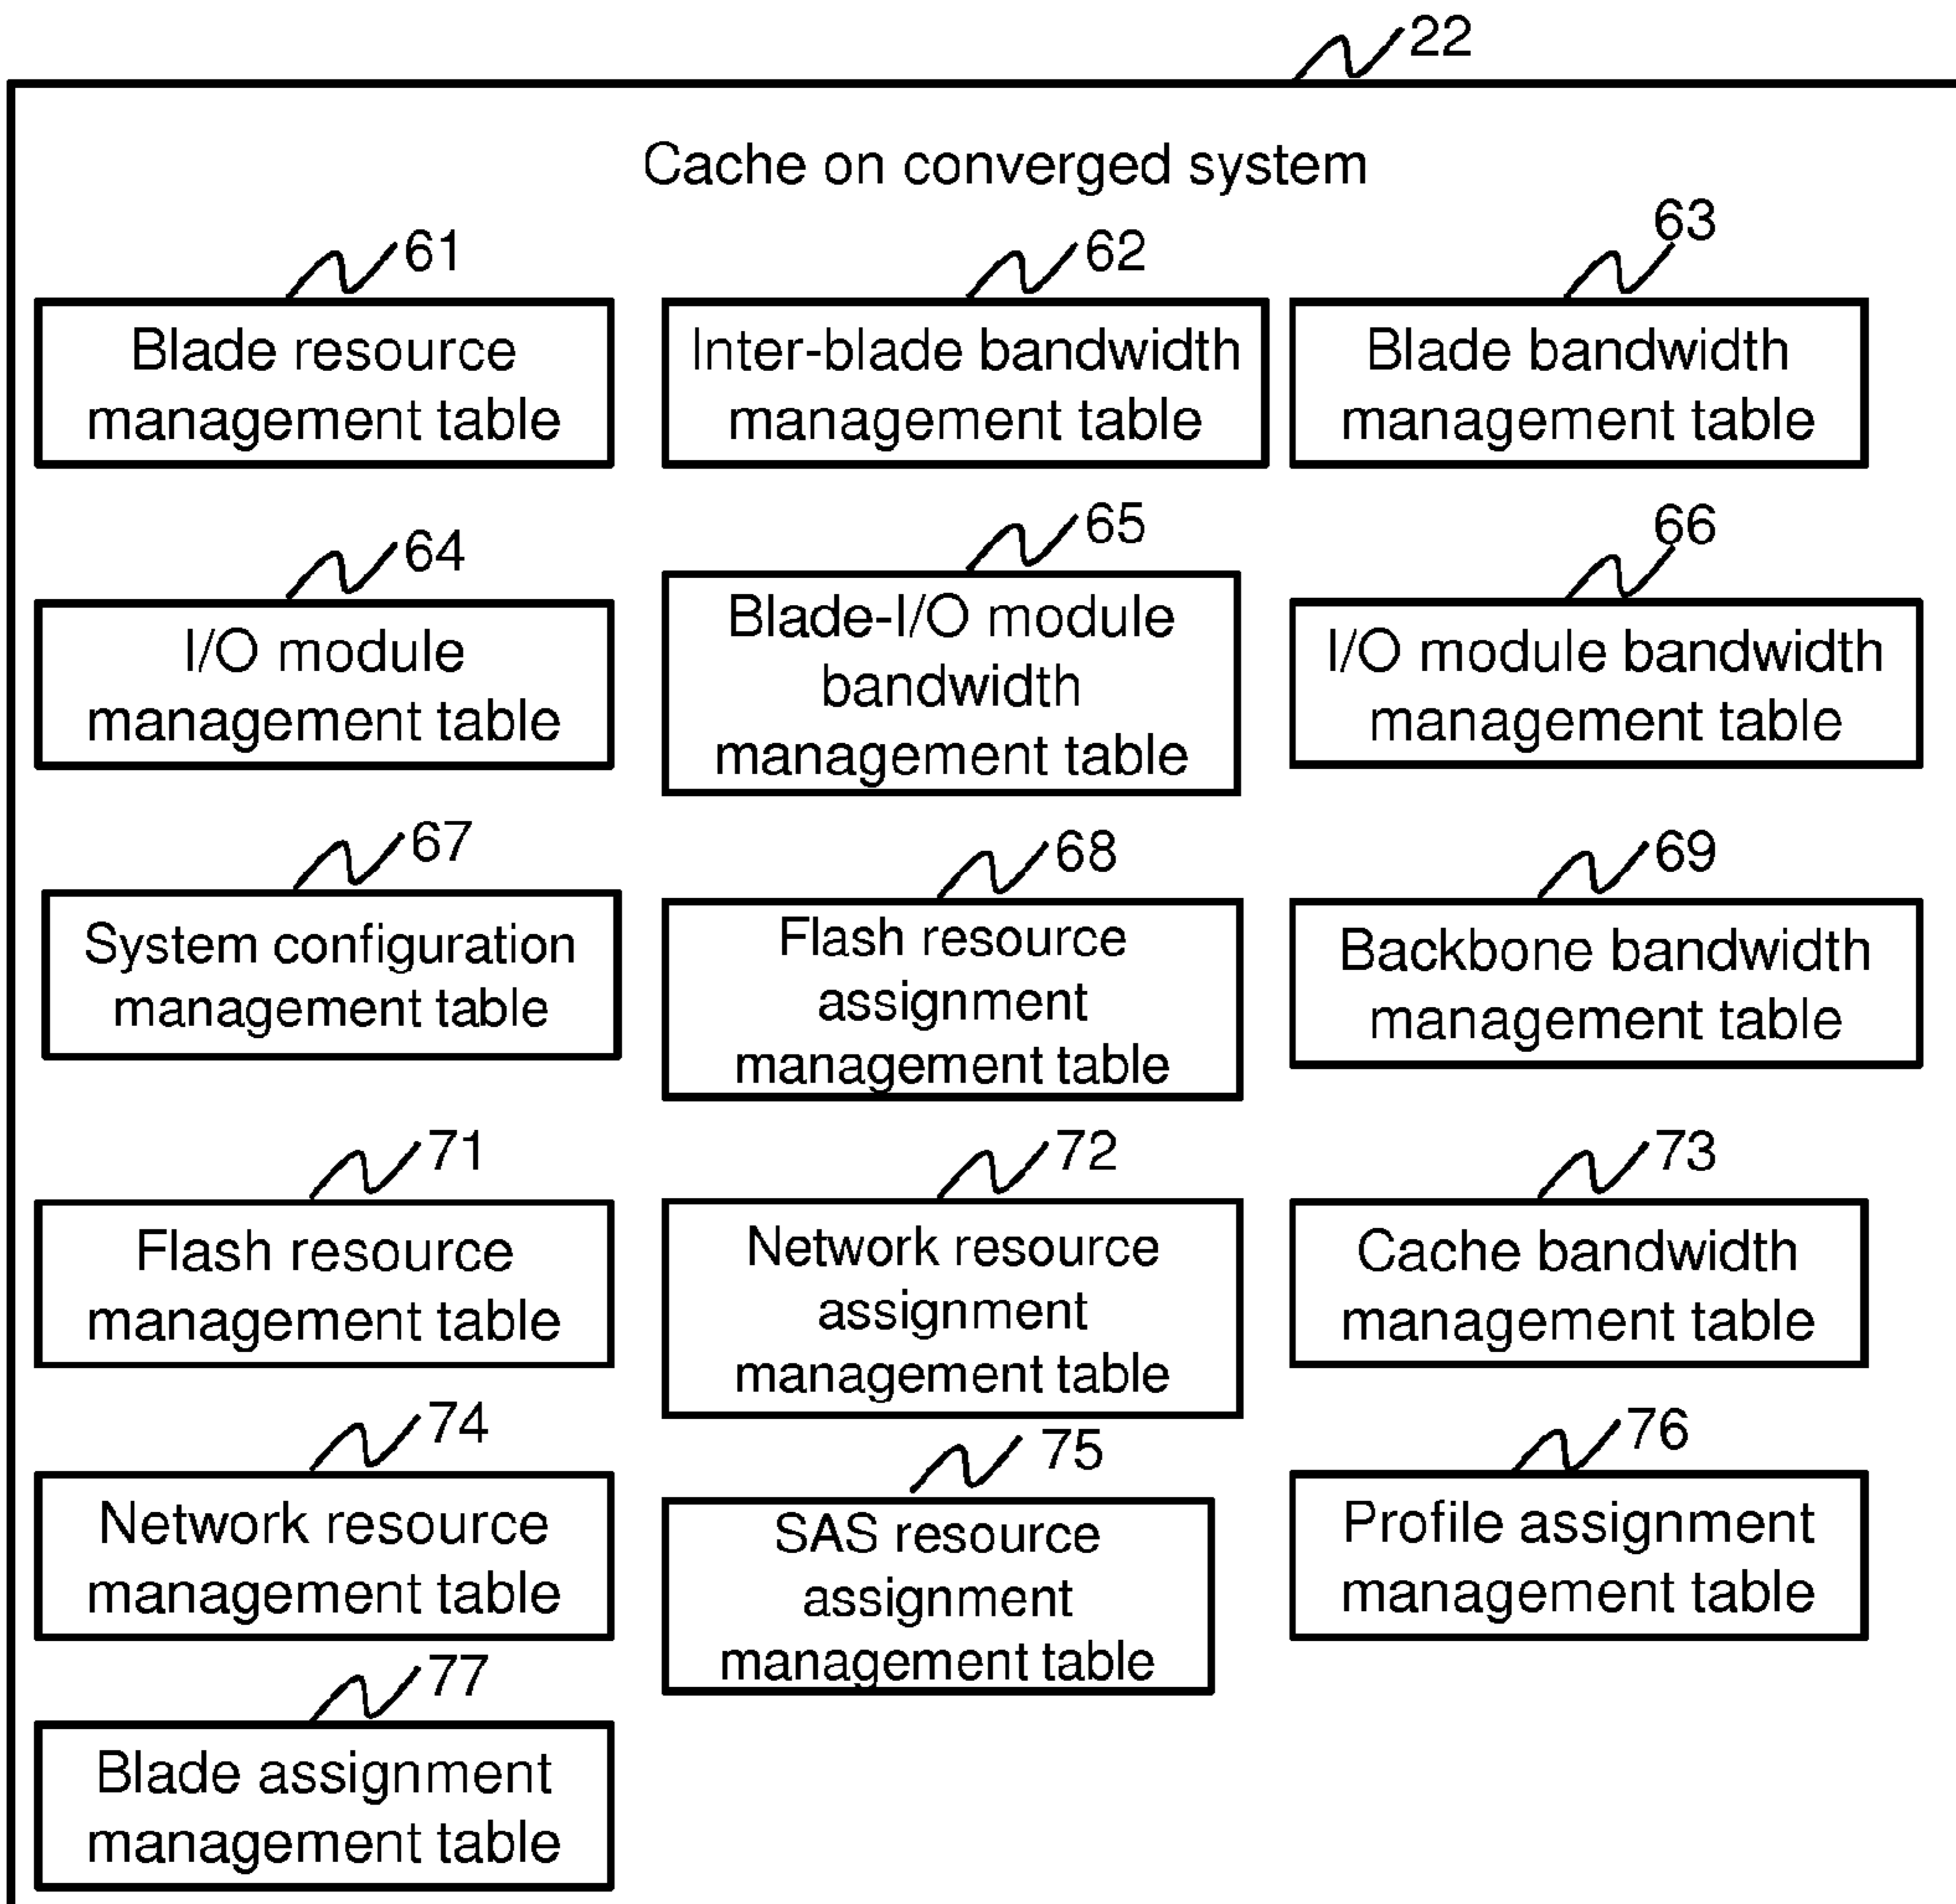 22
Cache on converged system
61
Blade resource
management table
62
Inter-blade bandwidth
management table
63
Blade bandwidth
management table
64
I/O module
management table
65
Blade-I/O module
bandwidth
management table
66
I/O module bandwidth
management table
67
System configuration
management table
68
Flash resource
assignment
management table
69
Backbone bandwidth
management table
71
Flash resource
management table
72
Network resource
assignment
management table
73
Cache bandwidth
management table
74
Network resource
management table
75
SAS resource
assignment
management table
76
Profile assignment
management table
77
Blade assignment
management table